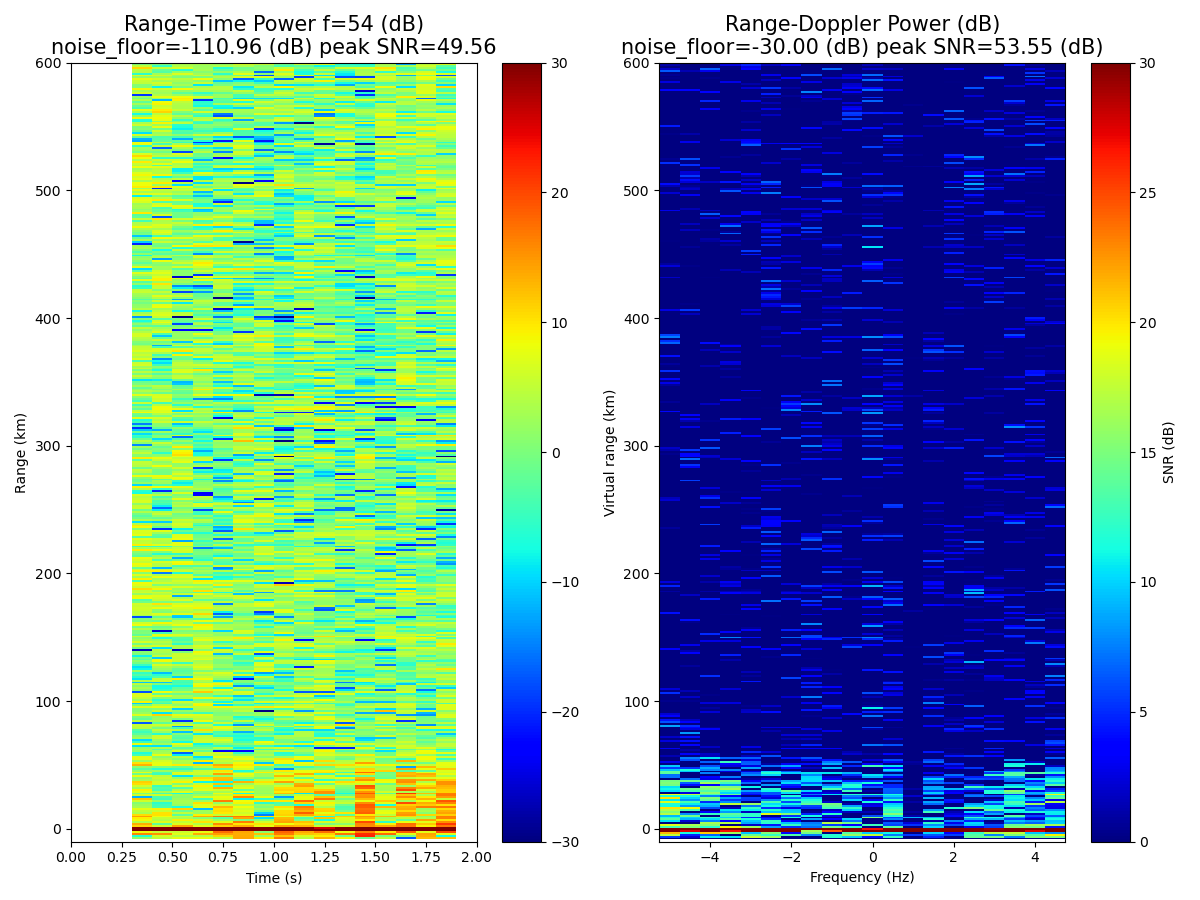 Range-Time Power f=54 (dB)
noise_floor=-110.96 (dB) peak SNR=49.56
600
500
400
300
200
100
0
Range (km)
0.00 0.25 0.50 0.75 1.00 1.25 1.50 1.75 2.00
Time (s)
30
20
10
0
−10
−20
−30
Range-Doppler Power (dB)
noise_floor=-30.00 (dB) peak SNR=53.55 (dB)
600
500
400
300
200
100
0
Virtual range (km)
−4 −2 0 2 4
Frequency (Hz)
30
25
20
15
10
5
0
SNR (dB)